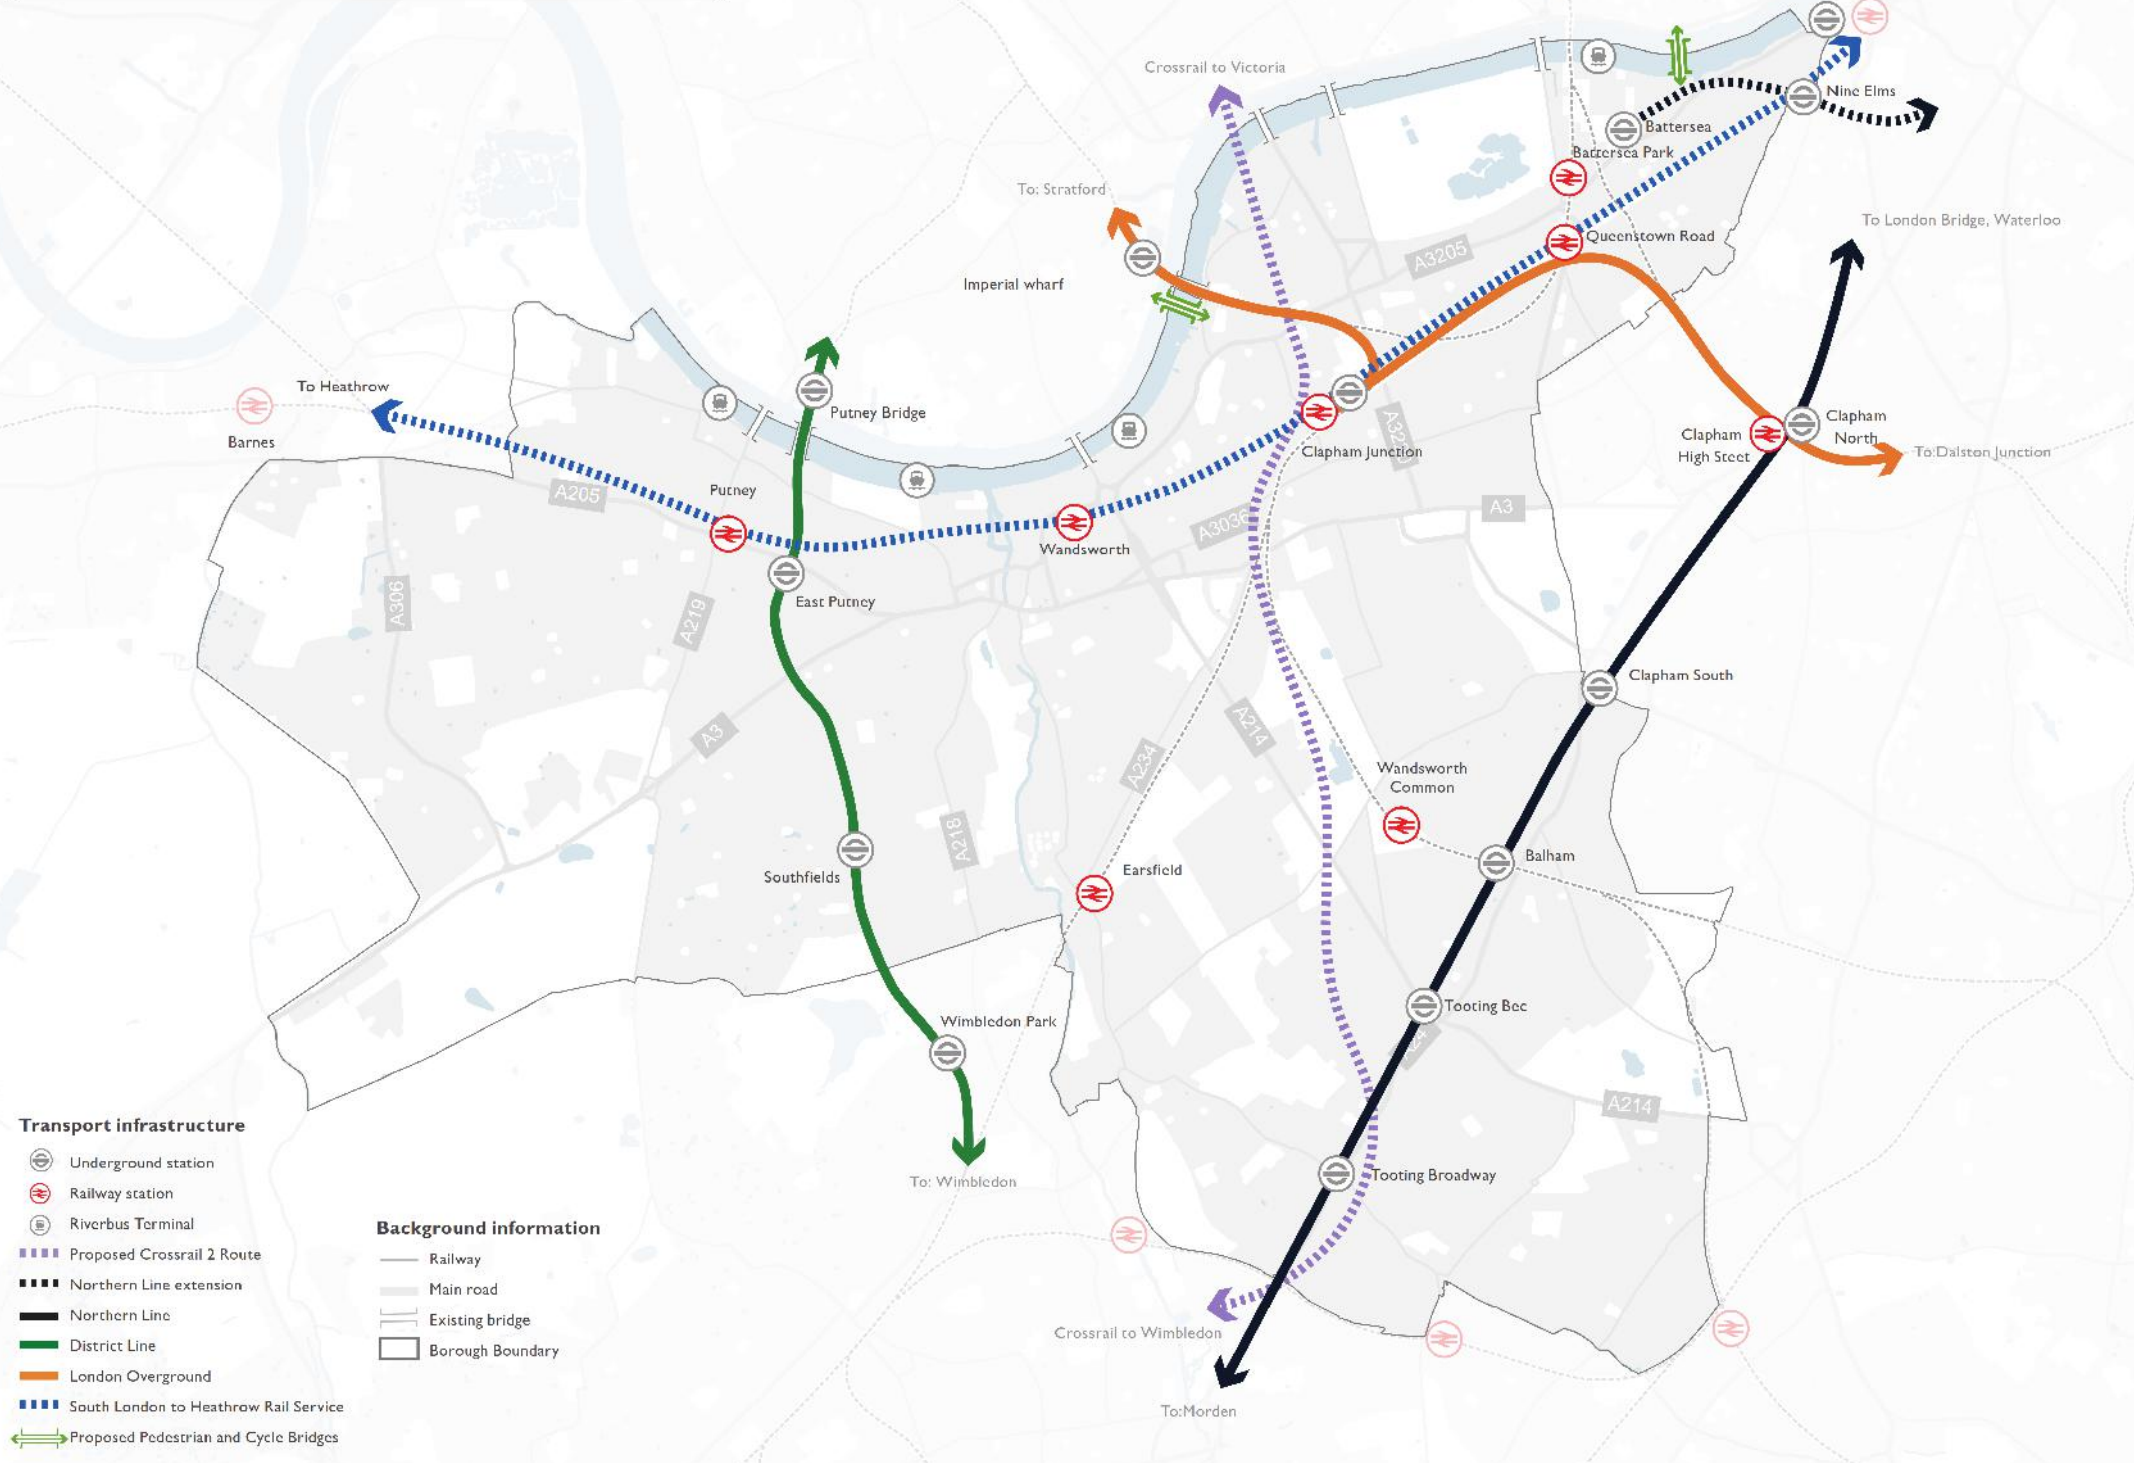 Crossrail to Victoria
Nine Elms
Battersea
Battersea Park
To: Stratford
To London Bridge, Waterloo
Queenstown Road
A3205
Imperial wharf
To Heathrow
Barnes
Putney Bridge
Clapham
North
Clapham
High Steet
To:Dalston Junction
Clapham Junction
A205
Putney
A3036
A3
Wandsworth
East Putney
A306
A219
Clapham South
A3
A214
A234
Wandsworth
Common
A218
Balham
Southfields
Earsfield
Tooting Bec
Wimbledon Park
A214
Tooting Broadway
To: Wimbledon
Crossrail to Wimbledon
To:Morden
Transport infrastructure
Underground station
Railway station
Riverbus Terminal
Proposed Crossrail 2 Route
Northern Line extension
Northern Line
District Line
London Overground
South London to Heathrow Rail Service
Proposed Pedestrian and Cycle Bridges
Background information
Railway
Main road
Existing bridge
Borough Boundary